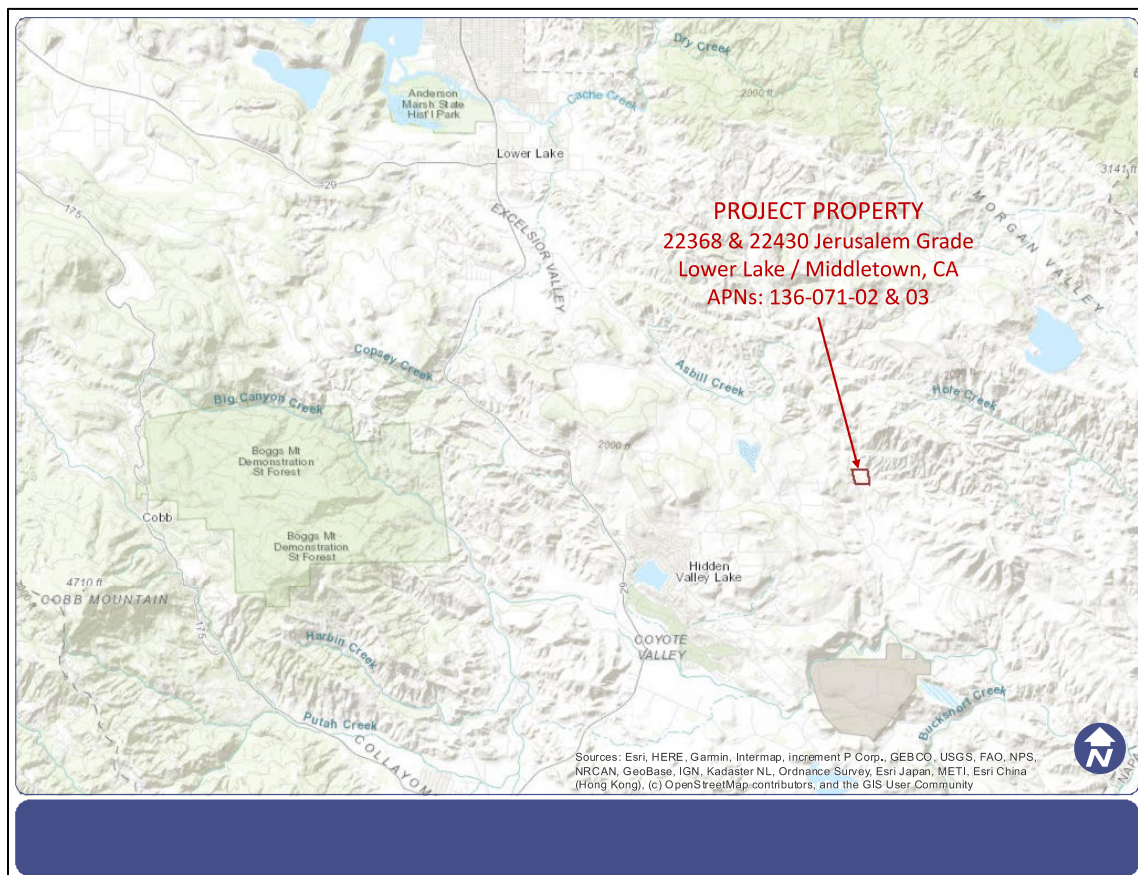 Dry Creek
2090 ft
Anderson
Marsh State
Hist'l Park
Cache Creek
Lower Lake
3141 ft
29
175
EXCELSIOR VALLEY
MORGAN VALLEY
PROJECT PROPERTY
22368 & 22430 Jerusalem Grade
Lower Lake / Middletown, CA
APNs: 136-071-02 & 03
Copsey Creek
Asbill Creek
Hole Creek
Big Canyon Creek
2000 ft
Boggs Mt
Demonstration
St Forest
Cobb
Boggs Mt
Demonstration
St Forest
Hidden
Valley Lake
4710 ft
COBB MOUNTAIN
29
175
Harbin Creek
COYOTE
VALLEY
Putah Creek
COLLAYOM
Bucksnort Creek
NAPA
N
Sources: Esri, HERE, Garmin, Intermap, increment P Corp., GEBCO, USGS, FAO, NPS,
NRCAN, GeoBase, IGN, Kadaster NL, Ordnance Survey, Esri Japan, METI, Esri China
(Hong Kong), (c) OpenStreetMap contributors, and the GIS User Community